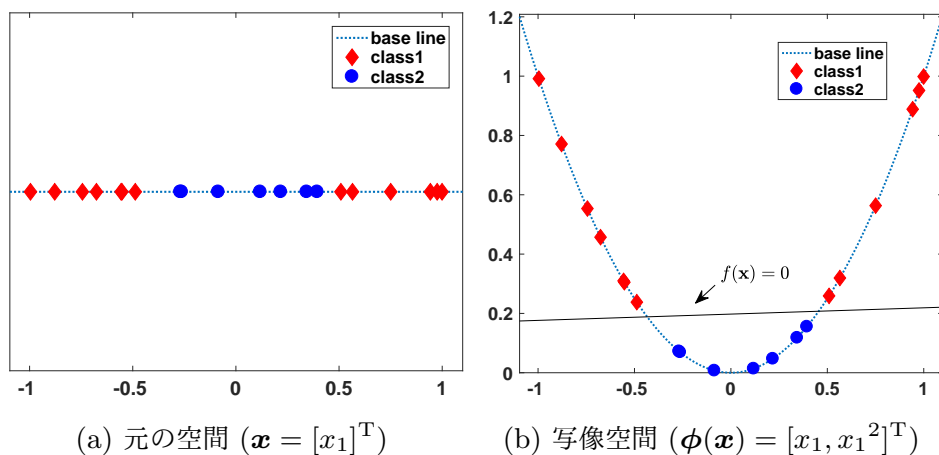 base line
class1
class2
-1 -0.5 0 0.5 1
(a) 元の空間 (x = [x₁]ᵀ)
1.2
1
0.8
0.6
0.4
0.2
0
base line
class1
class2
f(x) = 0
-1 -0.5 0 0.5 1
(b) 写像空間 (ϕ(x) = [x₁, x₁²]ᵀ)